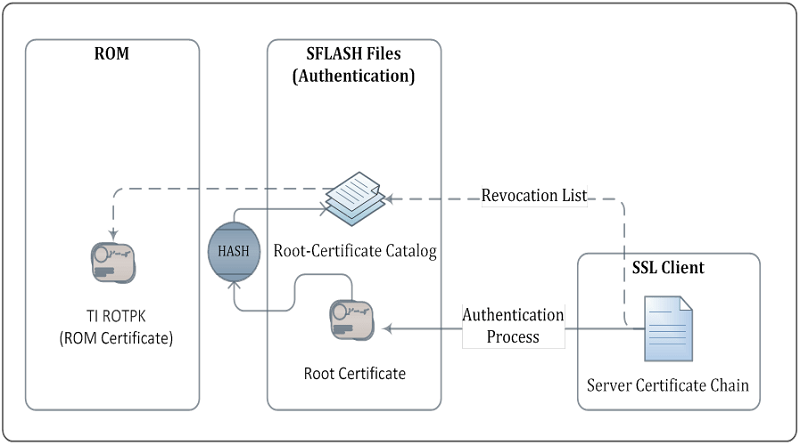 ROM
SFLASH Files
(Authentication)
Revocation List
HASH
Root-Certificate Catalog
SSL Client
TI ROTPK
(ROM Certificate)
Authentication
Process
Root Certificate
Server Certificate Chain